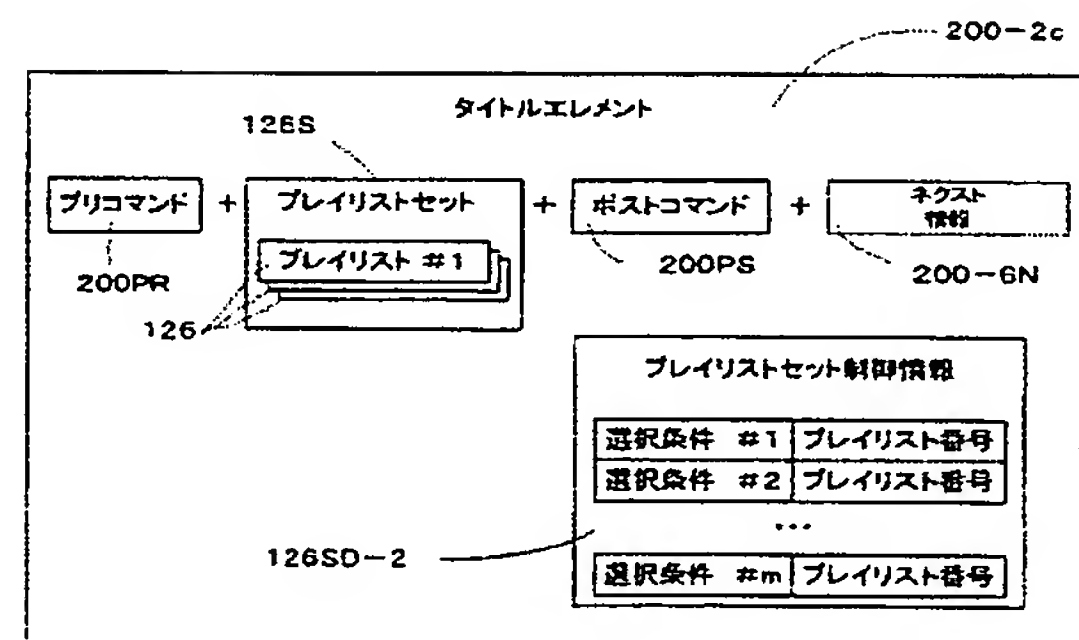 200-2c
タイトルエレメント
126S
プリコマンド + プレイリストセット + ポストコマンド + ネクスト情報
プレイリスト #1
200PR
200PS
200-6N
126
プレイリストセット制御情報
選択条件 #1 プレイリスト番号
選択条件 #2 プレイリスト番号
...
126SD-2
選択条件 #m プレイリスト番号